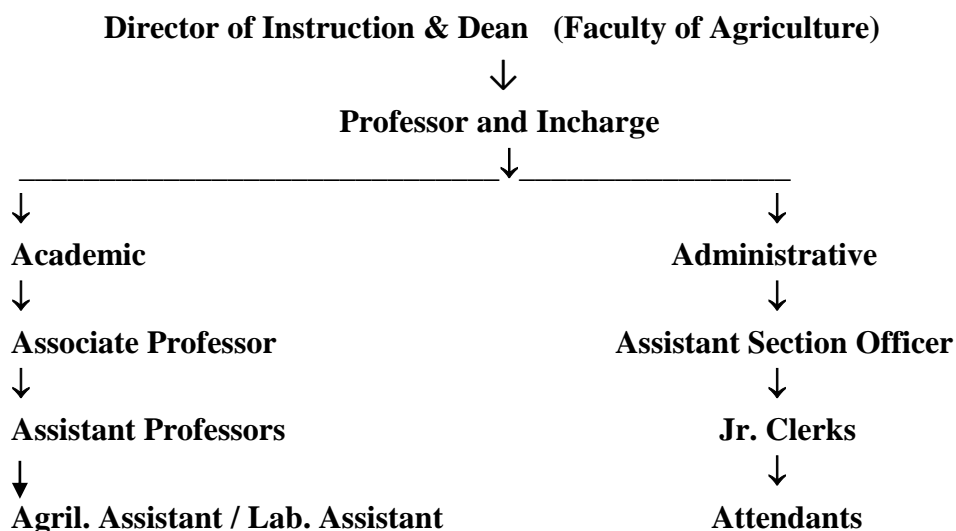 Director of Instruction & Dean (Faculty of Agriculture)
↓
Professor and Incharge
↓
↓ ↓
Academic Administrative
↓ ↓
Associate Professor Assistant Section Officer
↓ ↓
Assistant Professors Jr. Clerks
↓ ↓
Agril. Assistant / Lab. Assistant Attendants